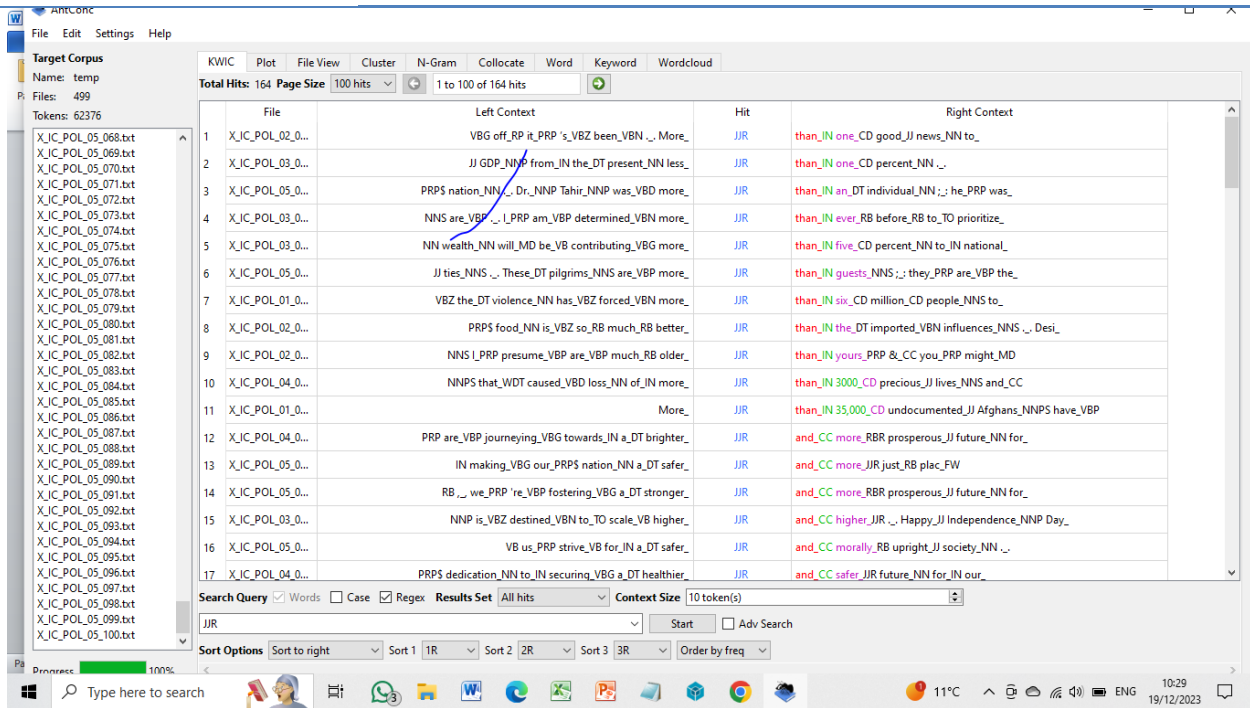 AntConc
File Edit Settings Help
Target Corpus
Name: temp
Files: 499
Tokens: 62376
X_IC_POL_05_068.txt
X_IC_POL_05_069.txt
X_IC_POL_05_070.txt
X_IC_POL_05_071.txt
X_IC_POL_05_072.txt
X_IC_POL_05_073.txt
X_IC_POL_05_074.txt
X_IC_POL_05_075.txt
X_IC_POL_05_076.txt
X_IC_POL_05_077.txt
X_IC_POL_05_078.txt
X_IC_POL_05_079.txt
X_IC_POL_05_080.txt
X_IC_POL_05_081.txt
X_IC_POL_05_082.txt
X_IC_POL_05_083.txt
X_IC_POL_05_084.txt
X_IC_POL_05_085.txt
X_IC_POL_05_086.txt
X_IC_POL_05_087.txt
X_IC_POL_05_088.txt
X_IC_POL_05_089.txt
X_IC_POL_05_090.txt
X_IC_POL_05_091.txt
X_IC_POL_05_092.txt
X_IC_POL_05_093.txt
X_IC_POL_05_094.txt
X_IC_POL_05_095.txt
X_IC_POL_05_096.txt
X_IC_POL_05_097.txt
X_IC_POL_05_098.txt
X_IC_POL_05_099.txt
X_IC_POL_05_100.txt
Progress 100%
KWIC Plot File View Cluster N-Gram Collocate Word Keyword Wordcloud
Total Hits: 164 Page Size 100 hits 1 to 100 of 164 hits
File Left Context Hit Right Context
1 X_IC_POL_02_0... VBG off_RP it_PRP 's_VBZ been_VBN ._. More_ JJR than_IN one_CD good_JJ news_NN to_
2 X_IC_POL_03_0... JJ GDP_NNP from_IN the_DT present_NN less_ JJR than_IN one_CD percent_NN ._.
3 X_IC_POL_05_0... PRP$ nation_NN ._. Dr._NNP Tahir_NNP was_VBD more_ JJR than_IN an_DT individual_NN ;_: he_PRP was_
4 X_IC_POL_03_0... NNS are_VBP ._. I_PRP am_VBP determined_VBN more_ JJR than_IN ever_RB before_RB to_TO prioritize_
5 X_IC_POL_03_0... NN wealth_NN will_MD be_VB contributing_VBG more_ JJR than_IN five_CD percent_NN to_IN national_
6 X_IC_POL_05_0... JJ ties_NNS ._. These_DT pilgrims_NNS are_VBP more_ JJR than_IN guests_NNS ;_: they_PRP are_VBP the_
7 X_IC_POL_01_0... VBZ the_DT violence_NN has_VBZ forced_VBN more_ JJR than_IN six_CD million_CD people_NNS to_
8 X_IC_POL_02_0... PRP$ food_NN is_VBZ so_RB much_RB better_ JJR than_IN the_DT imported_VBN influences_NNS ._. Desi_
9 X_IC_POL_02_0... NNS I_PRP presume_VBP are_VBP much_RB older_ JJR than_IN yours_PRP &_CC you_PRP might_MD
10 X_IC_POL_04_0... NNPS that_WDT caused_VBD loss_NN of_IN more_ JJR than_IN 3000_CD precious_JJ lives_NNS and_CC
11 X_IC_POL_01_0... More_ JJR than_IN 35,000_CD undocumented_JJ Afghans_NNPS have_VBP
12 X_IC_POL_04_0... PRP are_VBP journeying_VBG towards_IN a_DT brighter_ JJR and_CC more_RBR prosperous_JJ future_NN for_
13 X_IC_POL_05_0... IN making_VBG our_PRP$ nation_NN a_DT safer_ JJR and_CC more_JJR just_RB plac_FW
14 X_IC_POL_05_0... RB ,_, we_PRP 're_VBP fostering_VBG a_DT stronger_ JJR and_CC more_RBR prosperous_JJ future_NN for_
15 X_IC_POL_03_0... NNP is_VBZ destined_VBN to_TO scale_VB higher_ JJR and_CC higher_JJR ._. Happy_JJ Independence_NNP Day_
16 X_IC_POL_05_0... VB us_PRP strive_VB for_IN a_DT safer_ JJR and_CC morally_RB upright_JJ society_NN ._.
17 X_IC_POL_04_0... PRP$ dedication_NN to_IN securing_VBG a_DT healthier_ JJR and_CC safer_JJR future_NN for_IN our_
Search Query Words Case Regex Results Set All hits Context Size 10 token(s)
JJR Start Adv Search
Sort Options Sort to right Sort 1 1R Sort 2 2R Sort 3 3R Order by freq
Type here to search 3 11°C ENG 10:29
19/12/2023